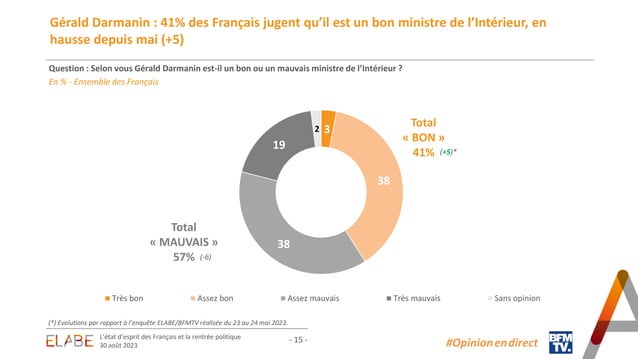 Gérald Darmanin : 41% des Français jugent qu’il est un bon ministre de l’Intérieur, en
hausse depuis mai (+5)
Question : Selon vous Gérald Darmanin est-il un bon ou un mauvais ministre de l’Intérieur ?
En % - Ensemble des Français
2
3
Total
« BON »
41% (+5)*
19
38
Total
« MAUVAIS »
57% (-6)
38
Très bon
Assez bon
Assez mauvais
Très mauvais
Sans opinion
(*) Evolutions par rapport à l’enquête ELABE/BFMTV réalisée du 23 au 24 mai 2023.
ELABE
L’état d’esprit des Français et la rentrée politique
30 août 2023
- 15 -
#Opinion en direct
BFM
TV.